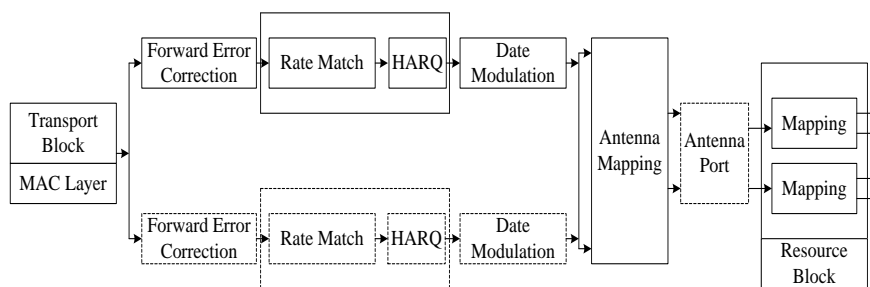 Transport
Block
MAC Layer
Forward Error
Correction
Rate Match
HARQ
Date
Modulation
Forward Error
Correction
Rate Match
HARQ
Date
Modulation
Antenna
Mapping
Antenna
Port
Mapping
Mapping
Resource
Block